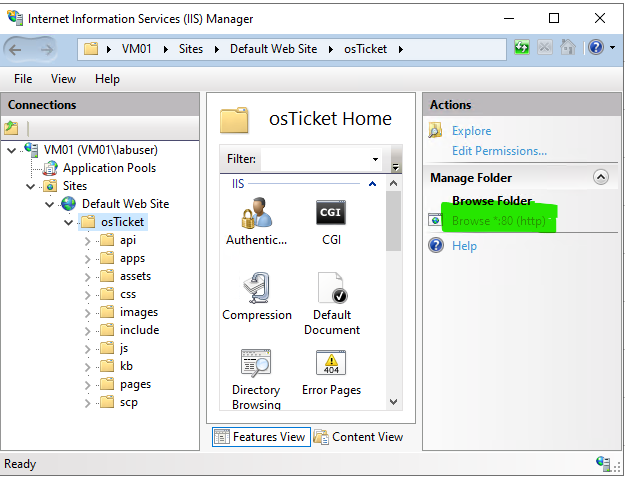 Internet Information Services (IIS) Manager
VM01 Sites Default Web Site osTicket
File View Help
Connections
VM01 (VM01\labuser)
Application Pools
Sites
Default Web Site
osTicket
api
apps
assets
css
images
include
js
kb
pages
scp
osTicket Home
Filter:
IIS
Authentic... CGI
CGI
Compression Default
Document
404
Directory
Browsing Error Pages
Features View Content View
Actions
Explore
Edit Permissions...
Manage Folder
Browse Folder
Browse *:80 (http)
Help
Ready